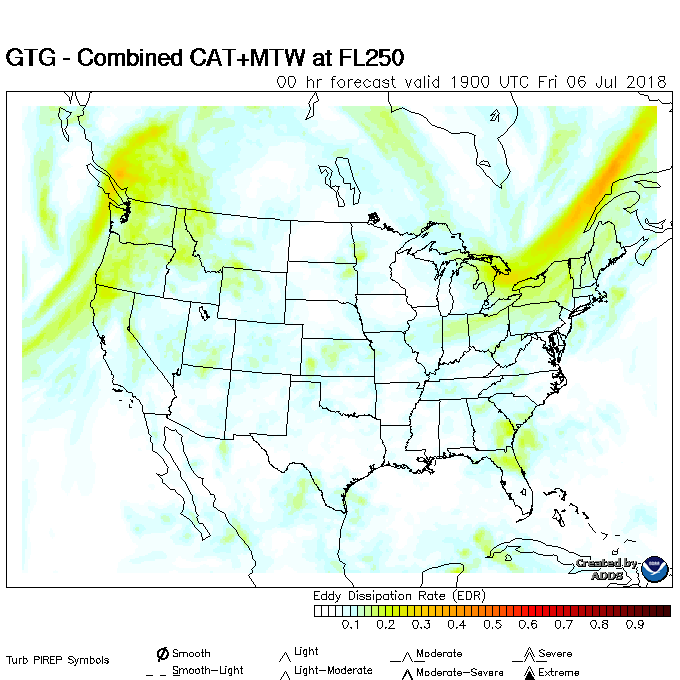 GTG - Combined CAT+MTW at FL250
00 hr forecast valid 1900 UTC Fri 06 Jul 2018
Created by
ADDS
Eddy Dissipation Rate (EDR)
0.1 0.2 0.3 0.4 0.5 0.6 0.7 0.8 0.9
Turb PIREP Symbols
Smooth Light Moderate Severe
Smooth-Light Light-Moderate Moderate-Severe Extreme